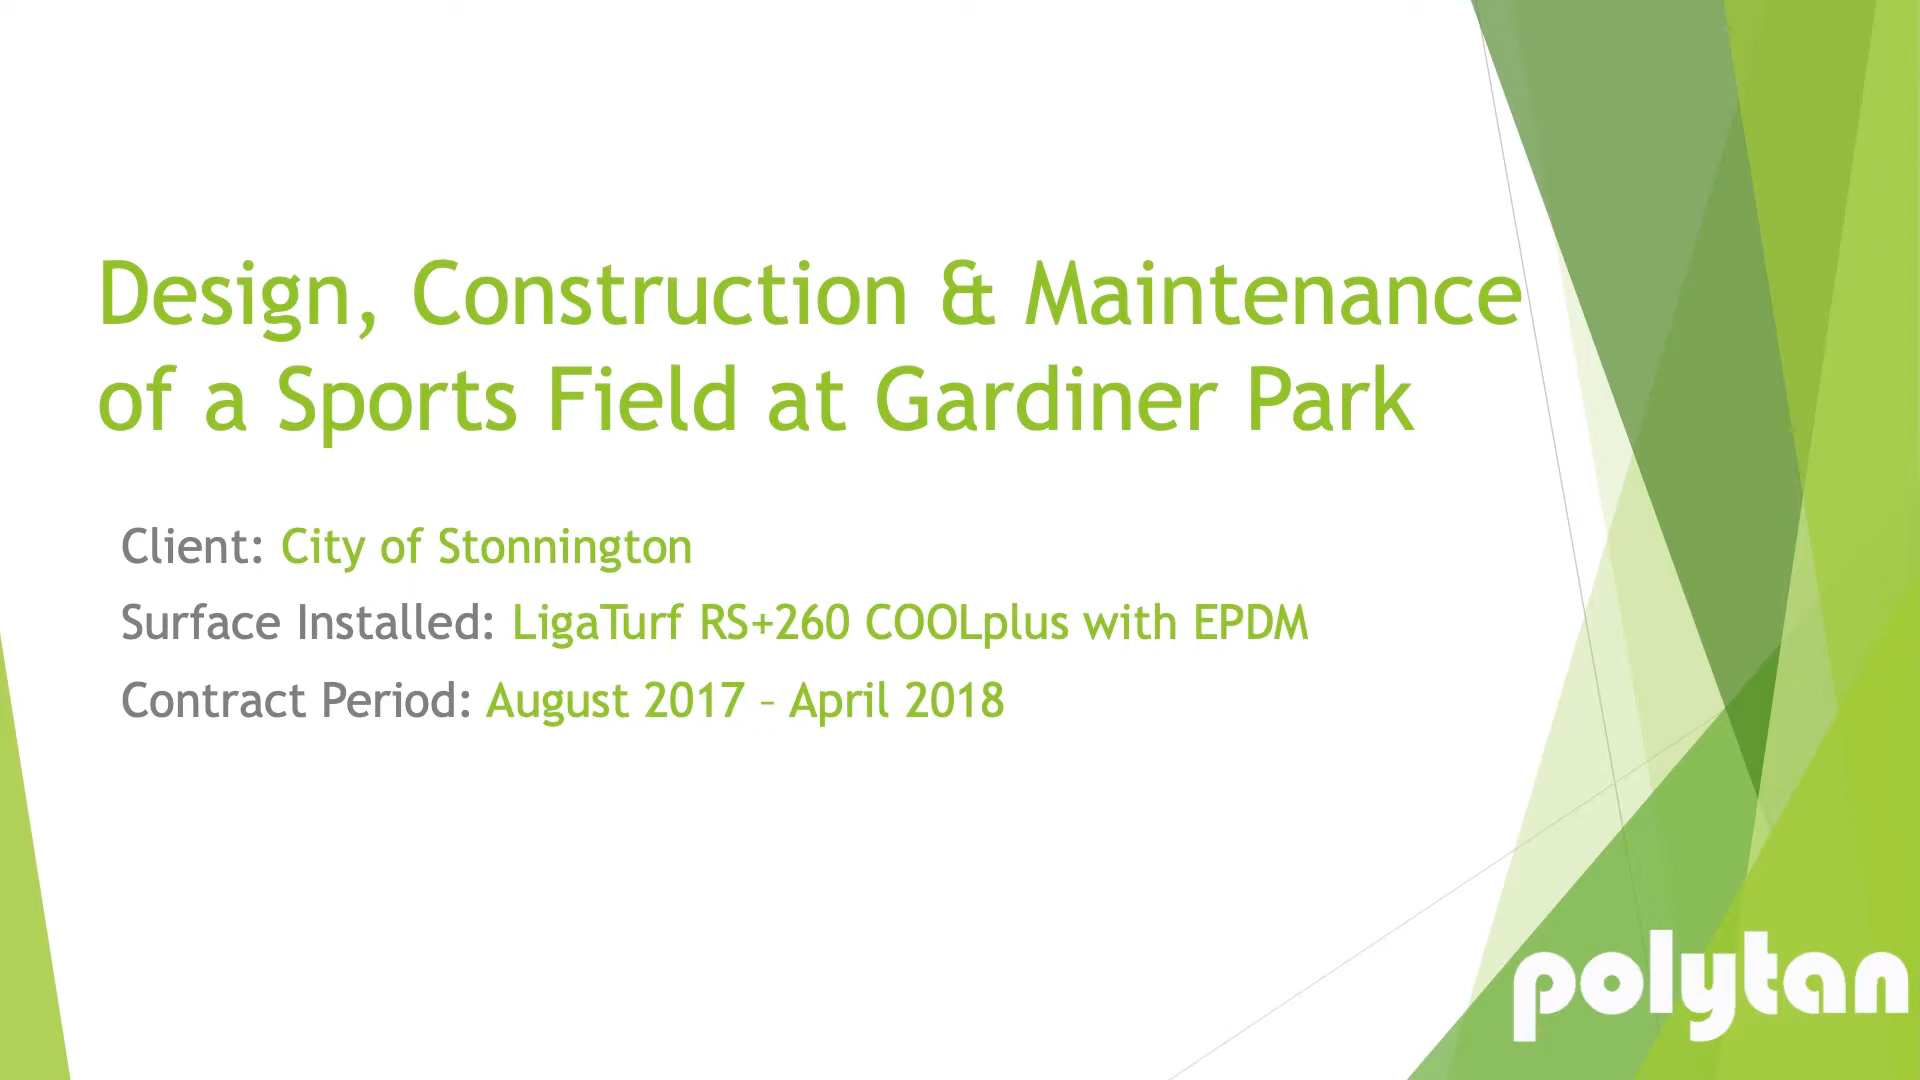 Design, Construction & Maintenance
of a Sports Field at Gardiner Park
Client: City of Stonnington
Surface Installed: LigaTurf RS+260 COOLplus with EPDM
Contract Period: August 2017 – April 2018
polytan